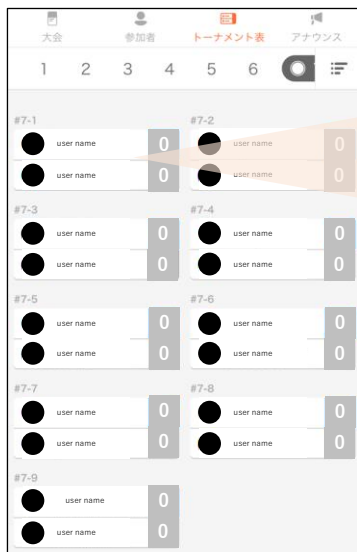 大会 参加者 トーナメント表 アナウンス
1 2 3 4 5 6
#7-1 #7-2
user name 0 user name 0
user name 0 user name 0
#7-3 #7-4
user name 0 user name 0
user name 0 user name 0
#7-5 #7-6
user name 0 user name 0
user name 0 user name 0
#7-7 #7-8
user name 0 user name 0
user name 0 user name 0
#7-9
user name 0
user name 0